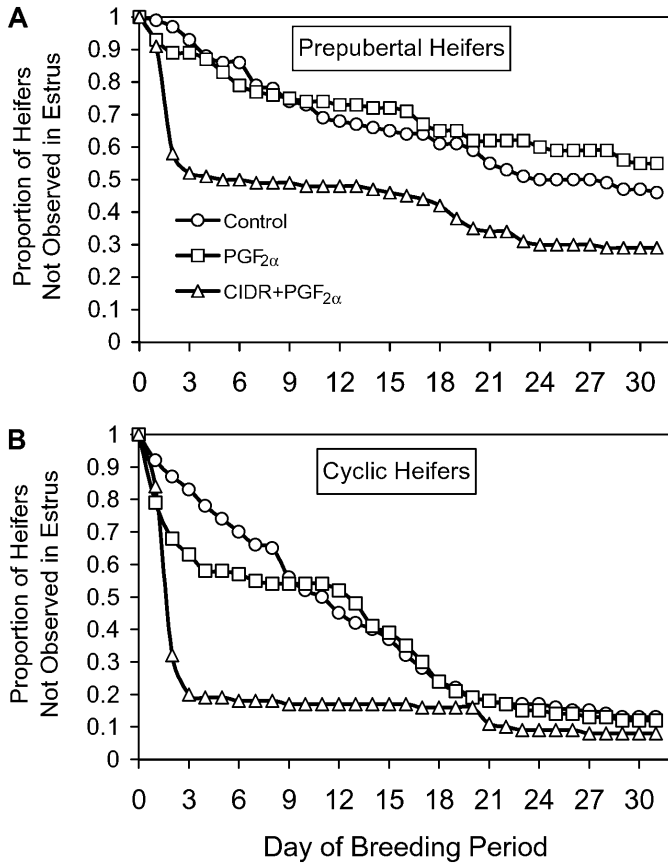 A
Prepubertal Heifers
Proportion of Heifers
Not Observed in Estrus
1
0.9
0.8
0.7
0.6
0.5
0.4
0.3
0.2
0.1
0
Control
PGF2α
CIDR+PGF2α
0 3 6 9 12 15 18 21 24 27 30
B
Cyclic Heifers
Proportion of Heifers
Not Observed in Estrus
1
0.9
0.8
0.7
0.6
0.5
0.4
0.3
0.2
0.1
0
0 3 6 9 12 15 18 21 24 27 30
Day of Breeding Period